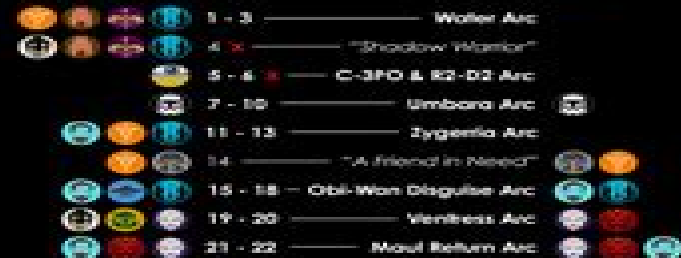 1 - 3 Water Arc
4 x "Shadow Warrior"
5 - 6 x C-3PO & R2-D2 Arc
7 - 10 Umbara Arc
11 - 13 Zygerria Arc
14 "A Friend in Need"
15 - 18 Obi-Wan Disguise Arc
19 - 20 Ventress Arc
21 - 22 Maul Return Arc